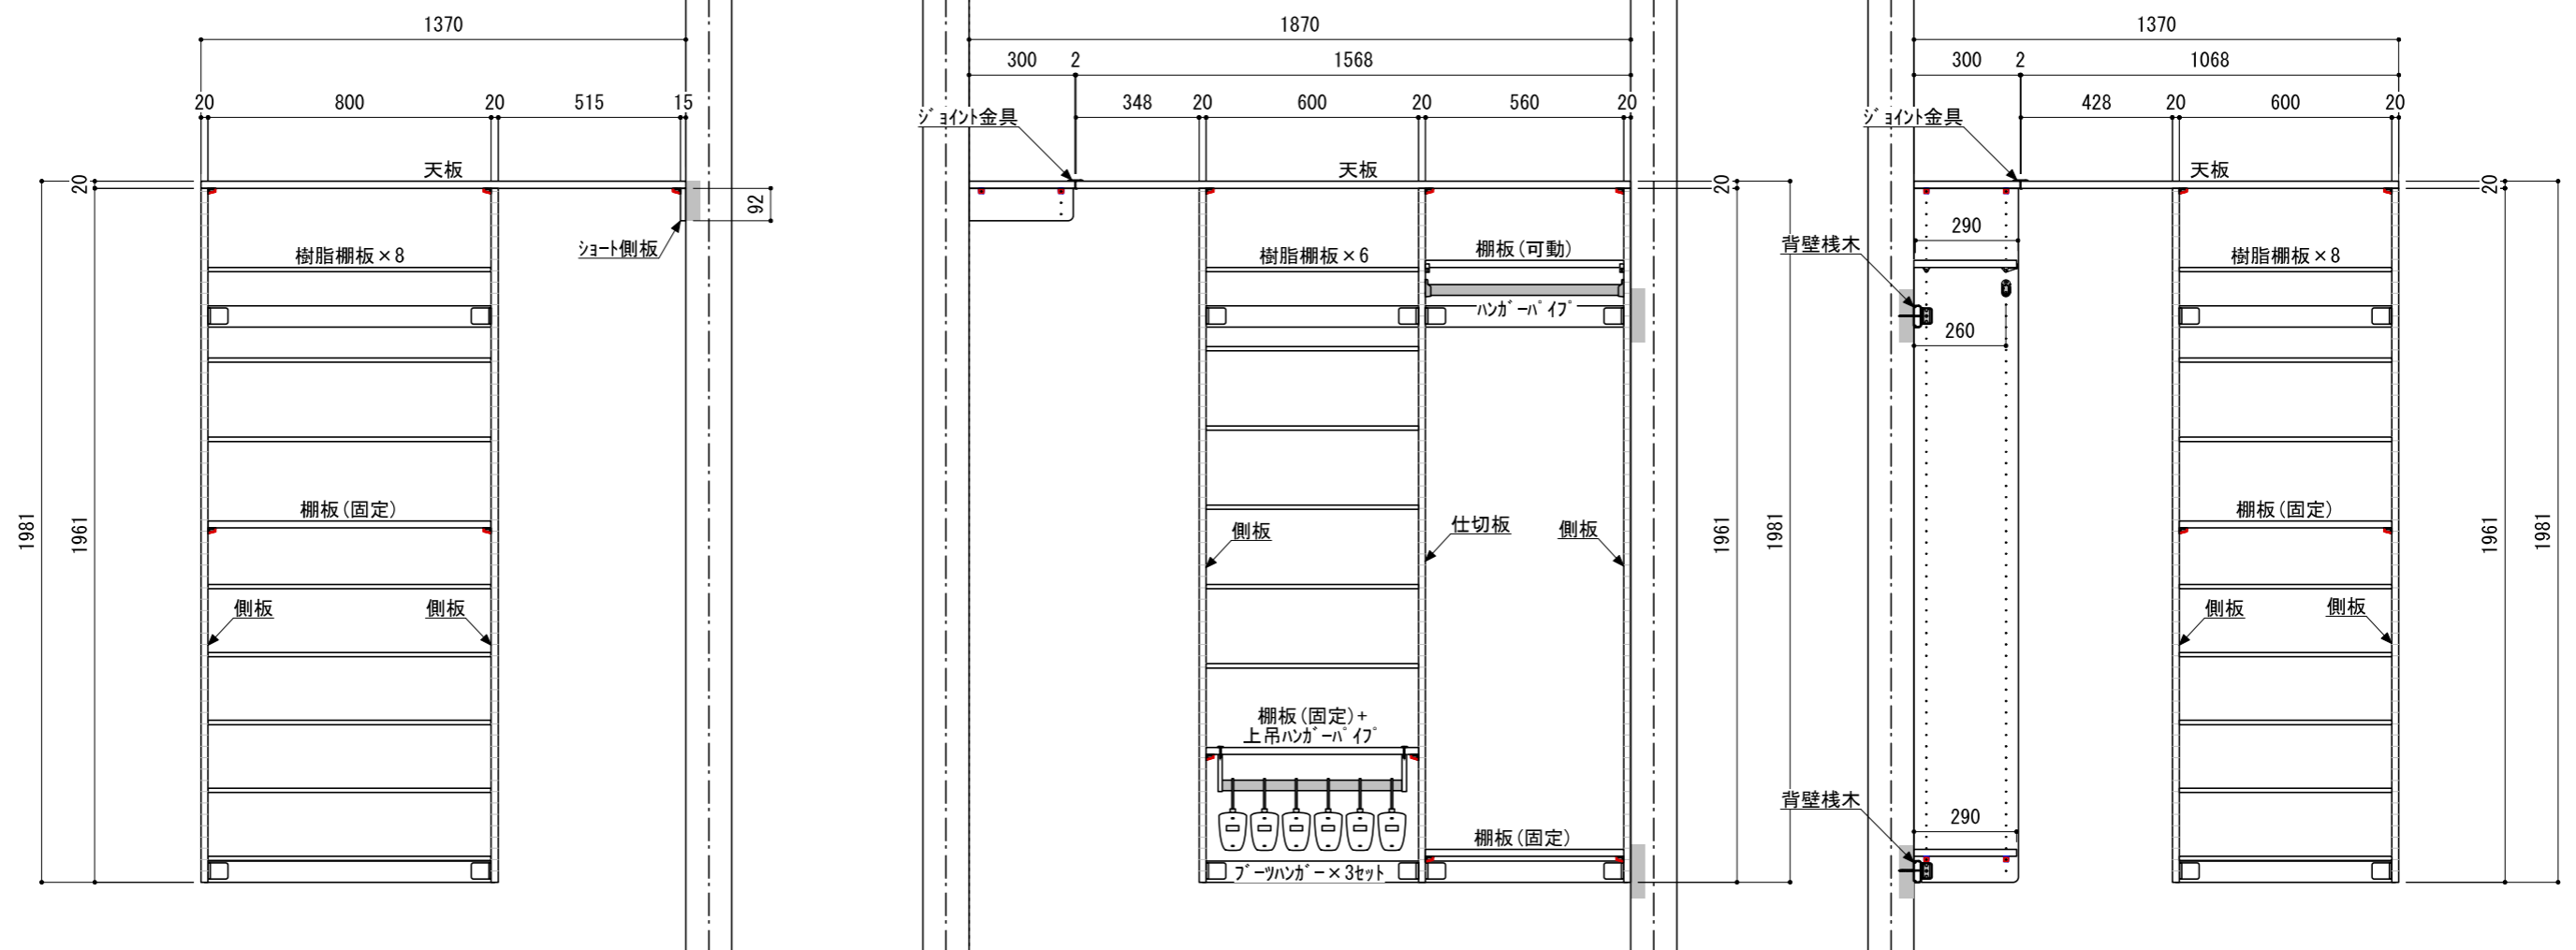 1370
20
800
20
515
15
天板
20
92
ｼｮｰﾄ側板
樹脂棚板×8
棚板(固定)
1981
1961
側板
側板
1870
300
2
1568
348
20
600
20
560
20
ｼﾞｮｲﾝﾄ金具
天板
20
樹脂棚板×6
棚板(可動)
ﾊﾝｶﾞｰﾊﾟｲﾌﾟ
側板
仕切板
側板
1961
1981
棚板(固定)+
上吊ﾊﾝｶﾞｰﾊﾟｲﾌﾟ
棚板(固定)
ﾌﾞｰﾂﾊﾝｶﾞｰ×3ｾｯﾄ
1370
300
2
1068
428
20
600
20
ｼﾞｮｲﾝﾄ金具
天板
20
290
背壁桟木
260
樹脂棚板×8
棚板(固定)
側板
側板
1961
1981
背壁桟木
290